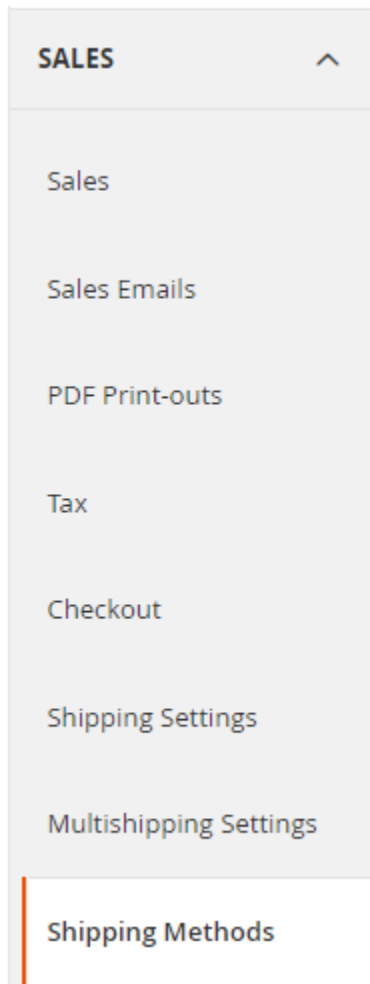 SALES
Sales
Sales Emails
PDF Print-outs
Tax
Checkout
Shipping Settings
Multishipping Settings
Shipping Methods